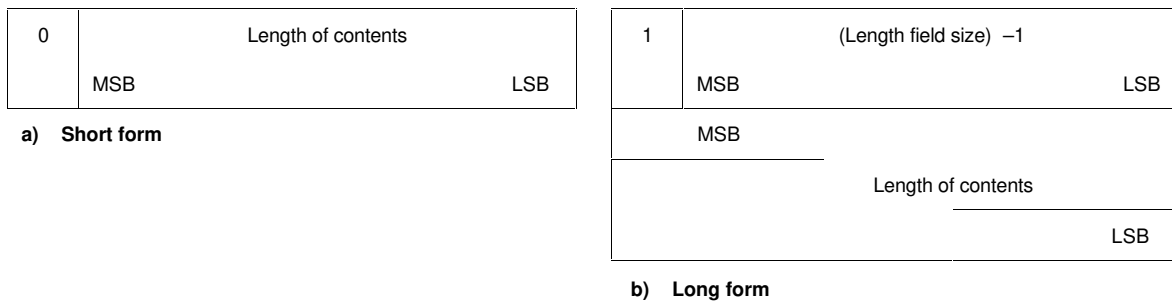 0 Length of contents
MSB LSB
a) Short form
1 (Length field size) –1
MSB LSB
MSB
Length of contents
LSB
b) Long form